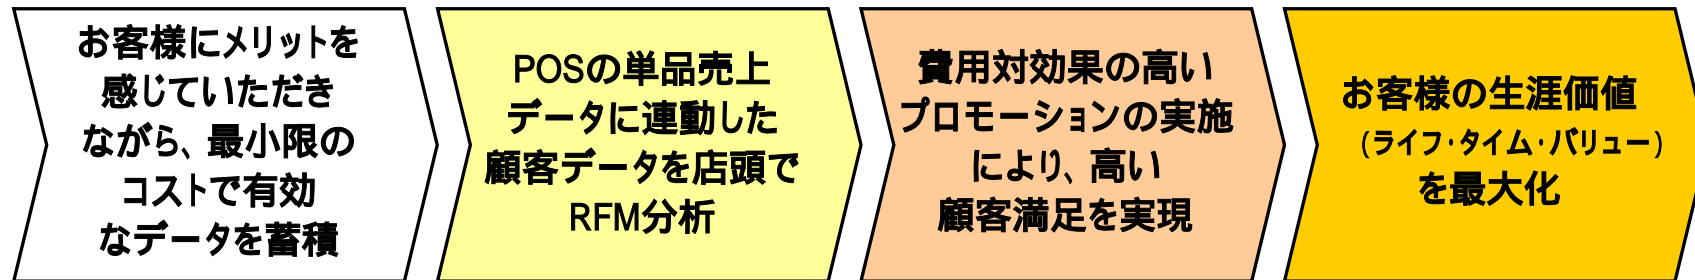 お客様にメリットを
感じていただき
ながら、最小限の
コストで有効
なデータを蓄積
POSの単品売上
データに連動した
顧客データを店頭で
RFM分析
費用対効果の高い
プロモーションの実施
により、高い
顧客満足を実現
お客様の生涯価値
（ライフ・タイム・バリュー）
を最大化